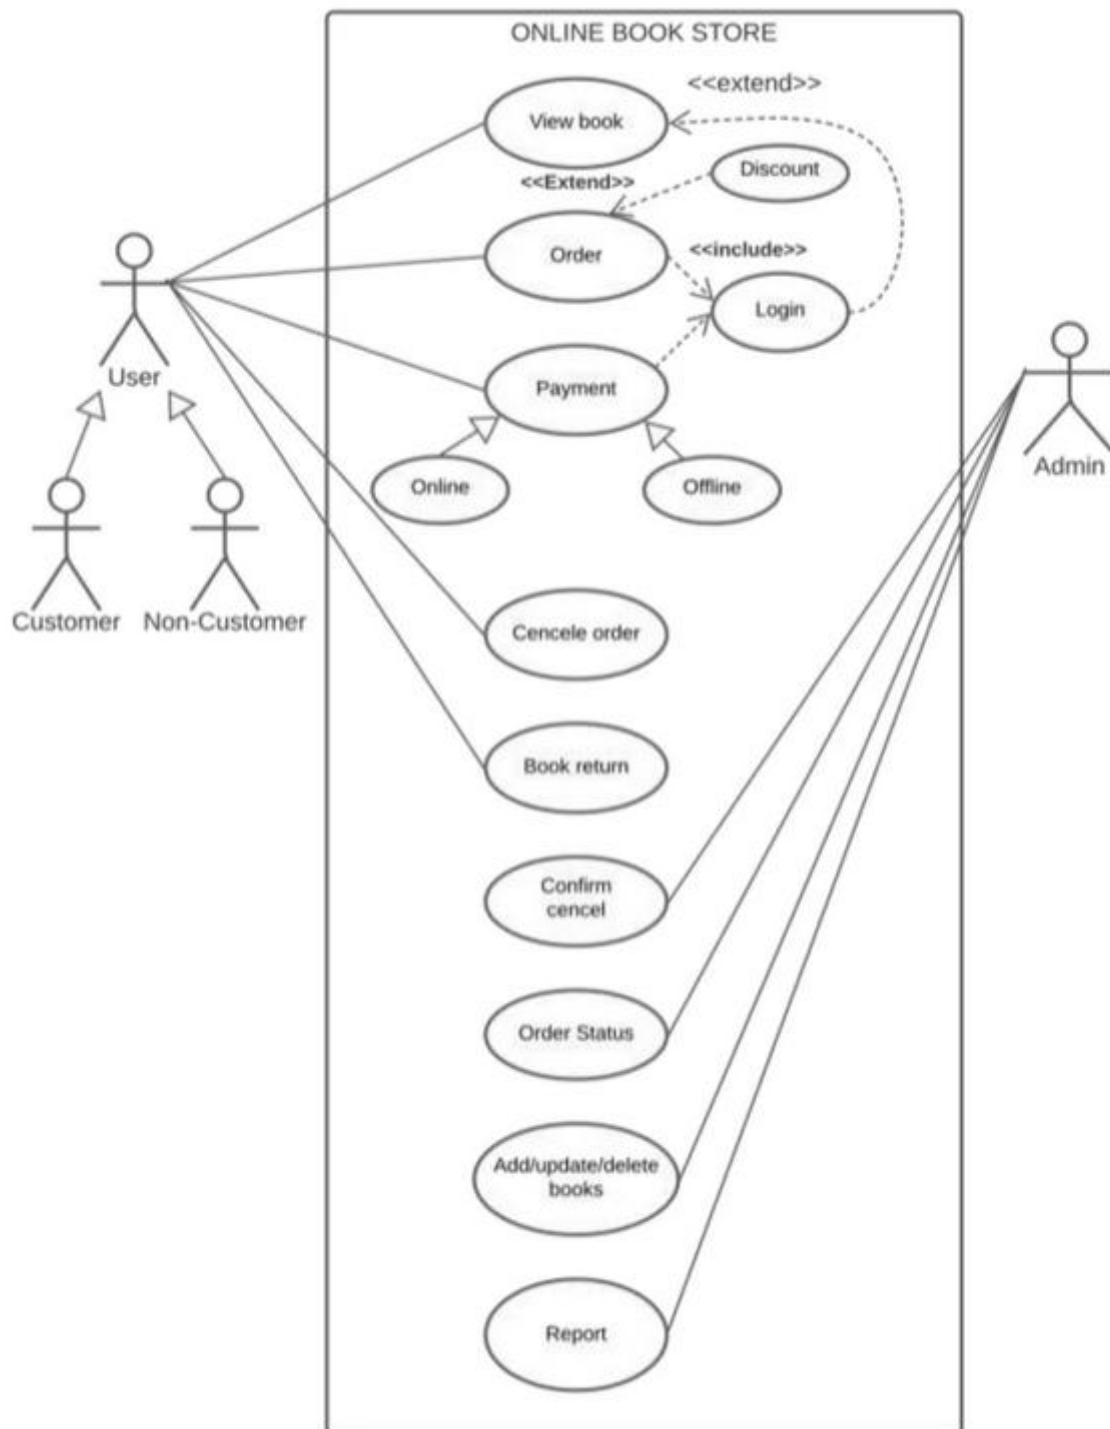 ONLINE BOOK STORE
<<extend>>
View book
Discount
<<Extend>>
Order
<<include>>
Login
User
Payment
Admin
Online
Offline
Customer
Non-Customer
Cencele order
Book return
Confirm
cencel
Order Status
Add/update/delete
books
Report